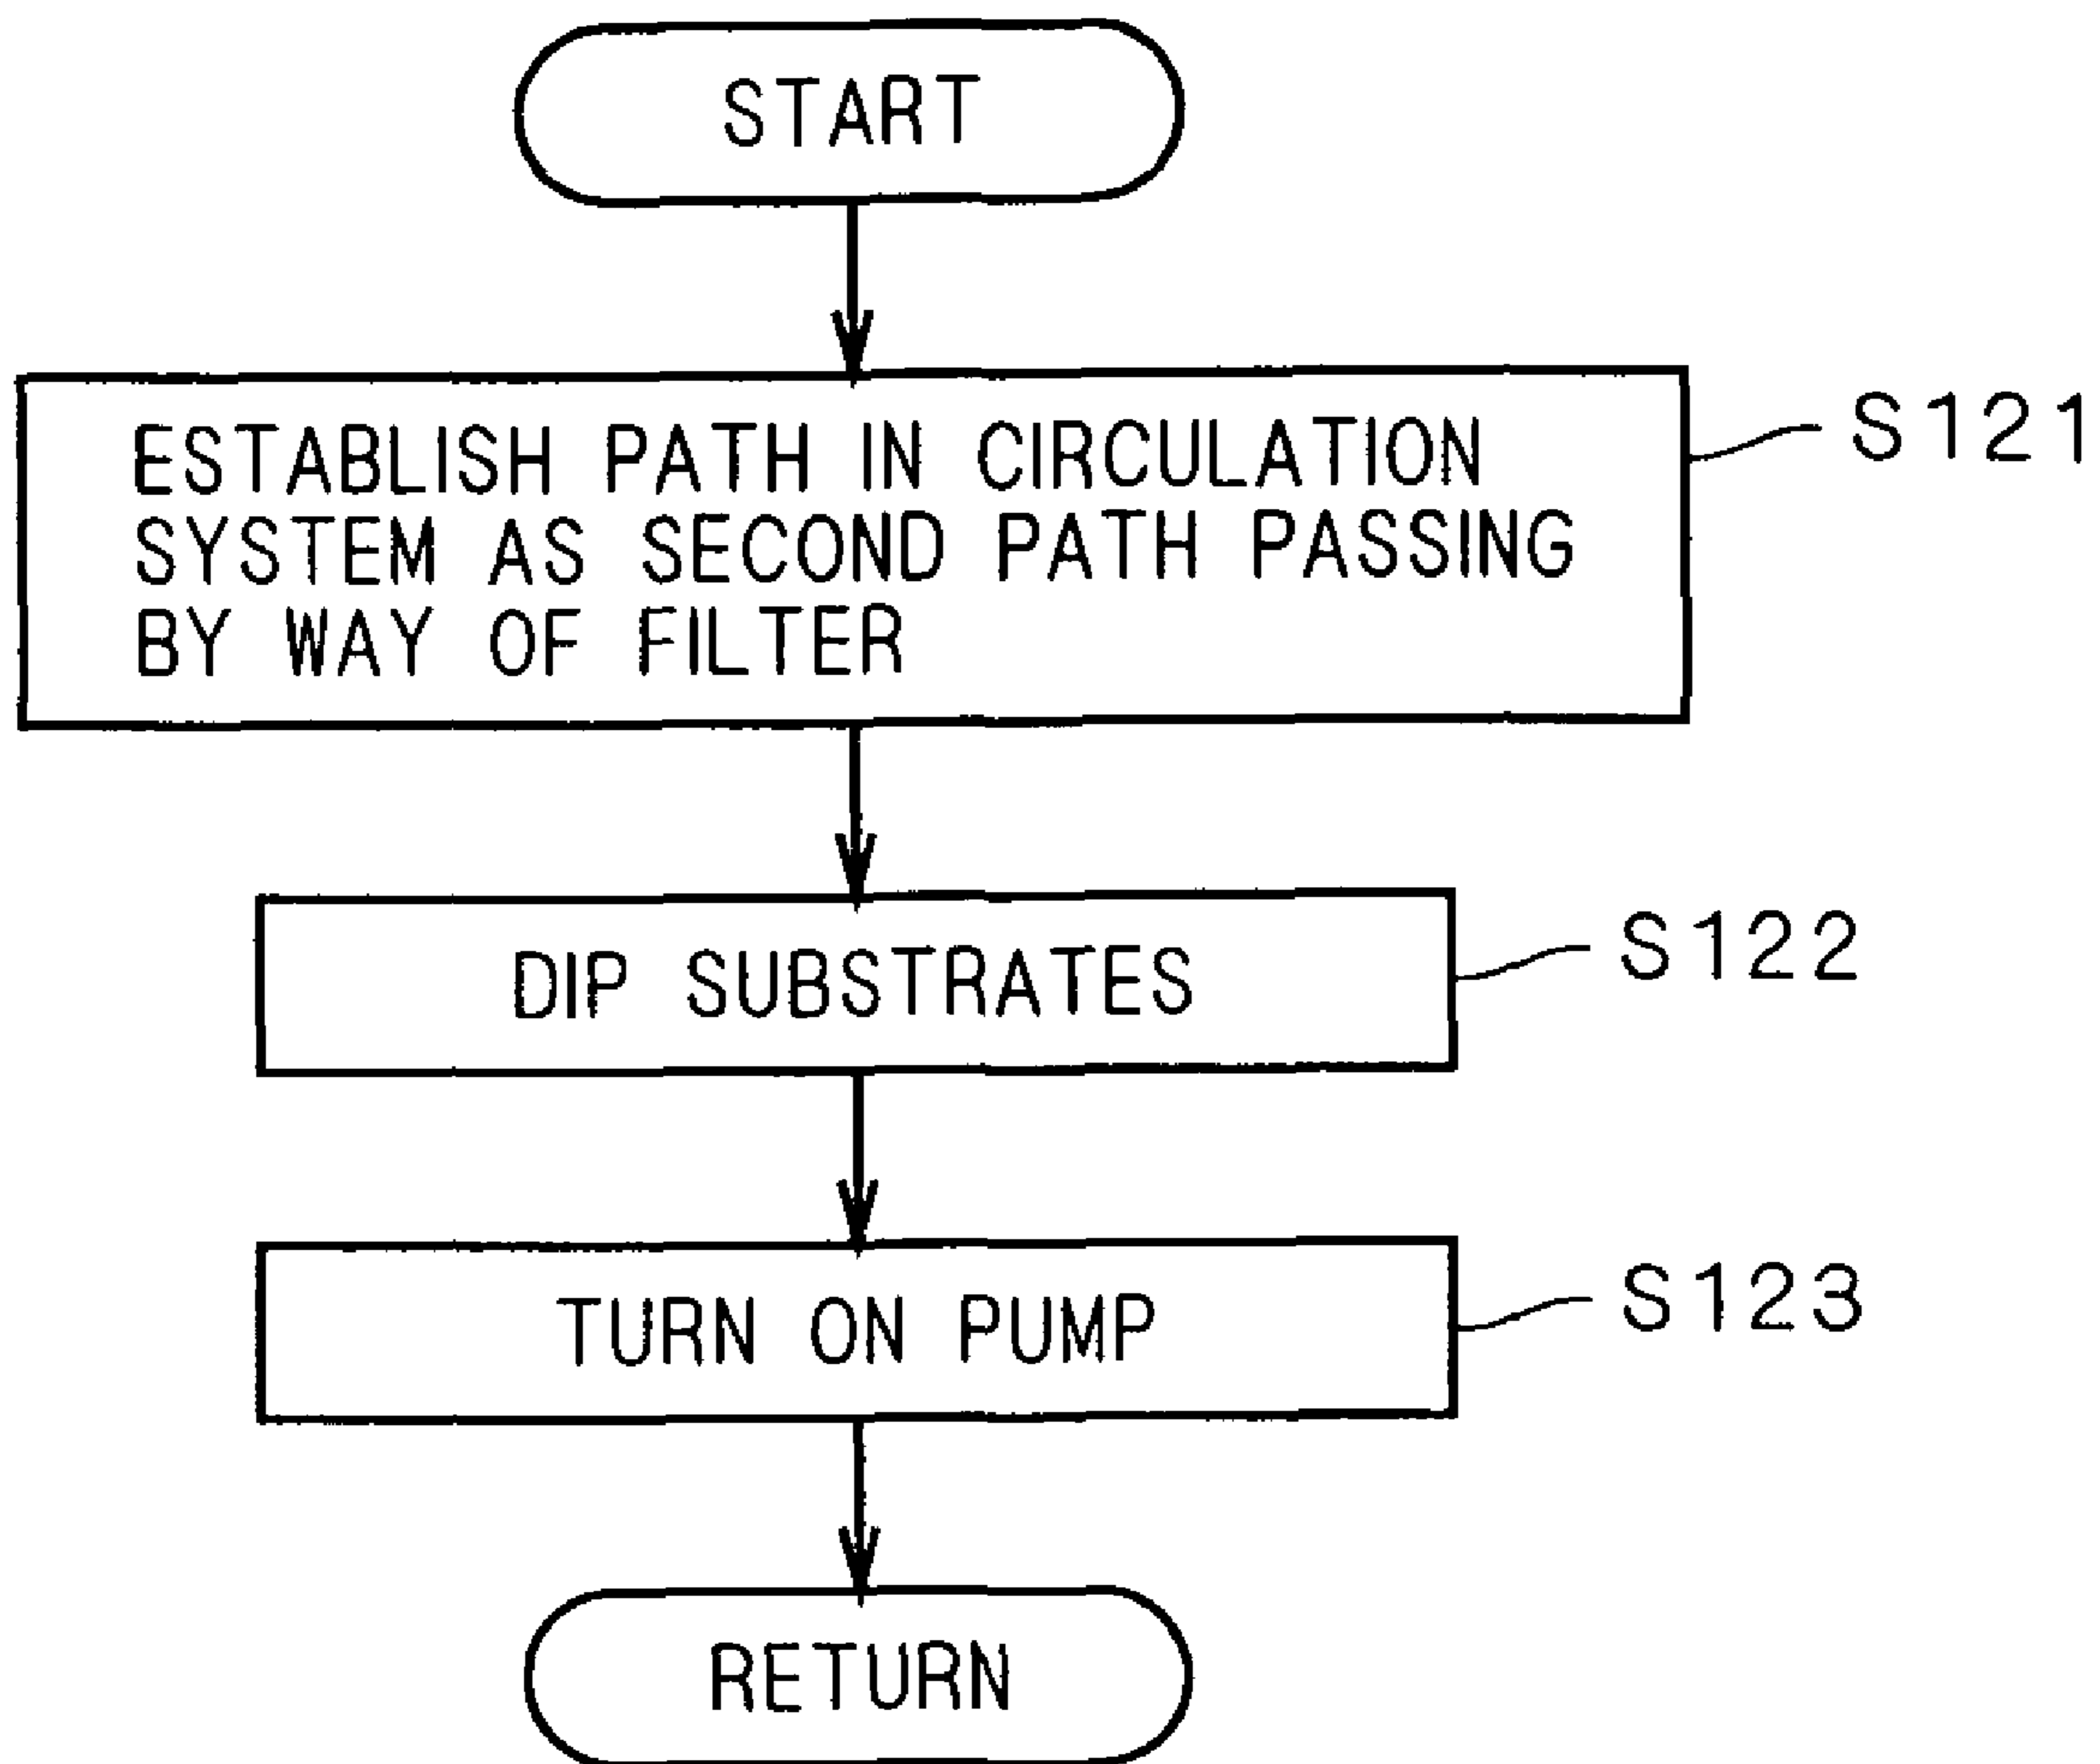 START
ESTABLISH PATH IN CIRCULATION
SYSTEM AS SECOND PATH PASSING
BY WAY OF FILTER
S121
DIP SUBSTRATES
S122
TURN ON PUMP
S123
RETURN